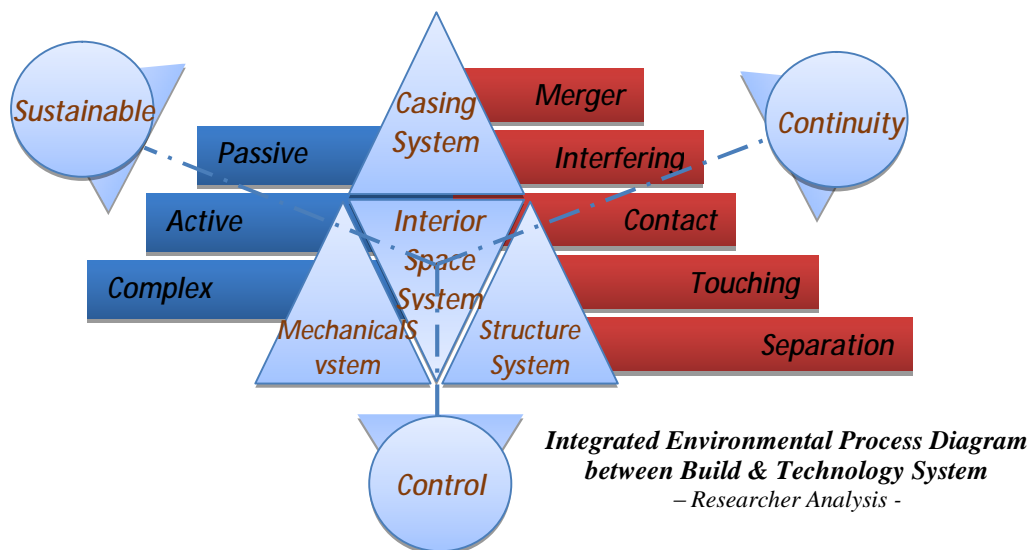 Sustainable
Casing
System
Continuity
Passive
Active
Complex
Merger
Interfering
Contact
Touching
Separation
Interior
Space
System
MechanicalS
vstem
Structure
System
Control
Integrated Environmental Process Diagram
between Build & Technology System
– Researcher Analysis -